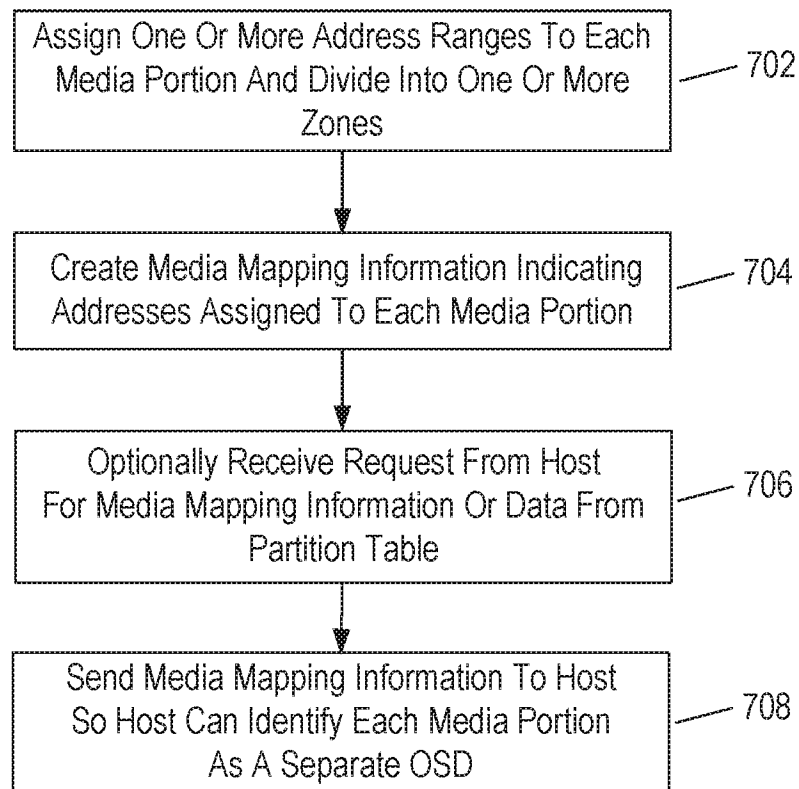 Assign One Or More Address Ranges To Each
Media Portion And Divide Into One Or More
Zones
702
Create Media Mapping Information Indicating
Addresses Assigned To Each Media Portion
704
Optionally Receive Request From Host
For Media Mapping Information Or Data From
Partition Table
706
Send Media Mapping Information To Host
So Host Can Identify Each Media Portion
As A Separate OSD
708